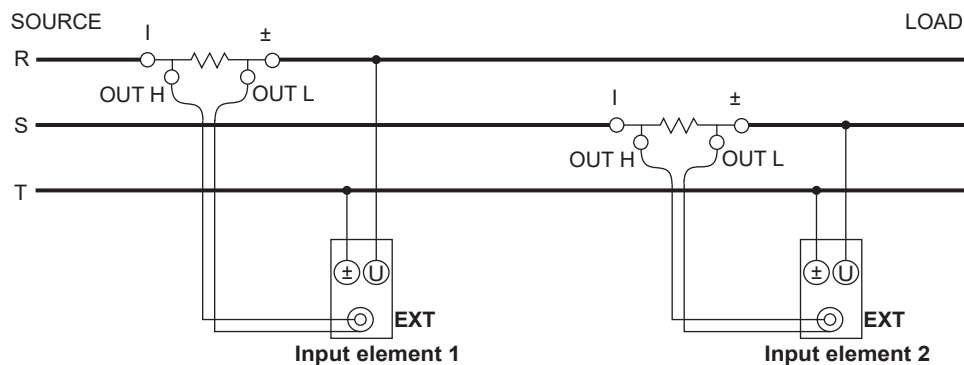 SOURCE
LOAD
I ±
R
OUT H OUT L
I ±
S
OUT H OUT L
T
± U
± U
EXT
EXT
Input element 1
Input element 2